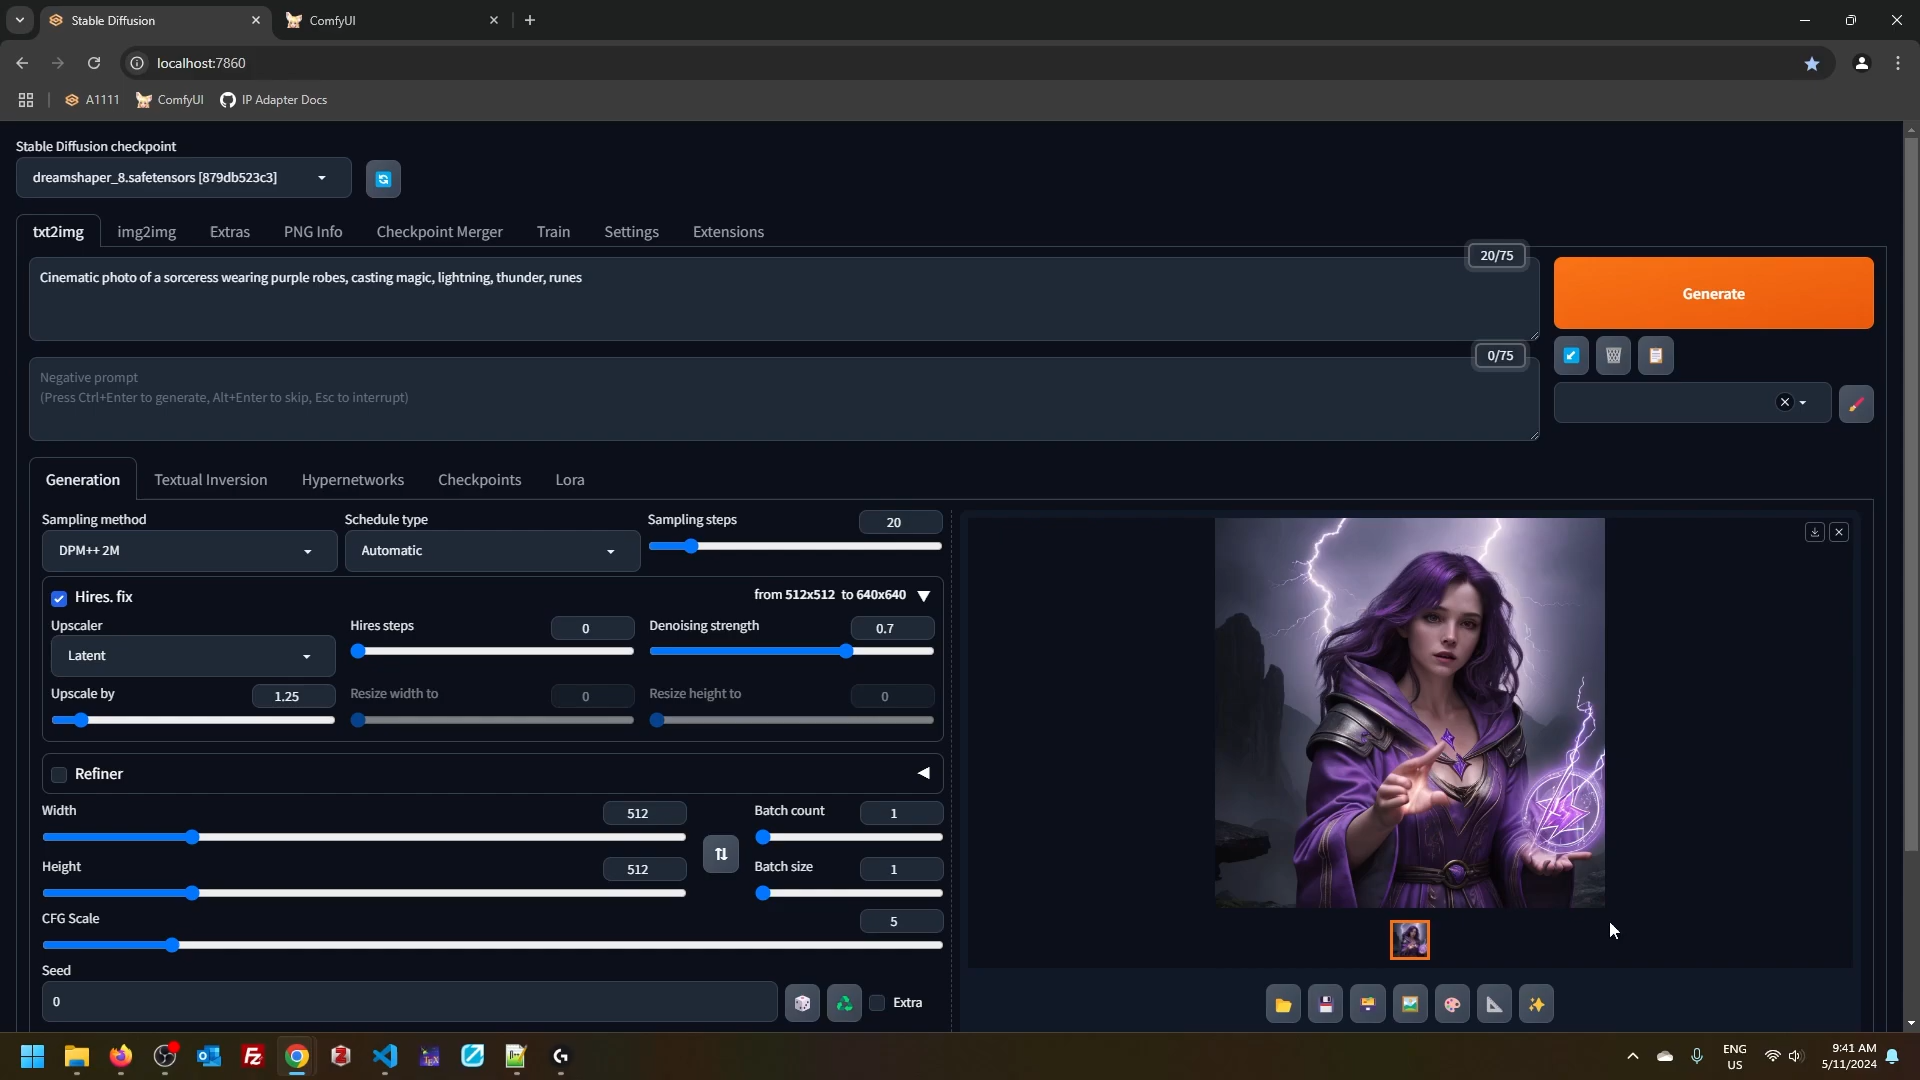 Stable Diffusion
ComfyUI
localhost:7860
A1111
ComfyUI
IP Adapter Docs
Stable Diffusion checkpoint
dreamshaper_8.safetensors [879db523c3]
txt2img
img2img
Extras
PNG Info
Checkpoint Merger
Train
Settings
Extensions
20/75
Cinematic photo of a sorceress wearing purple robes, casting magic, lightning, thunder, runes
Generate
0/75
Negative prompt
(Press Ctrl+Enter to generate, Alt+Enter to skip, Esc to interrupt)
Generation
Textual Inversion
Hypernetworks
Checkpoints
Lora
Sampling method
Schedule type
Sampling steps
20
DPM++ 2M
Automatic
Hires. fix
from 512x512 to 640x640
Upscaler
Hires steps
0
Denoising strength
0.7
Latent
Upscale by
1.25
Resize width to
0
Resize height to
0
Refiner
Width
512
Batch count
1
Height
512
Batch size
1
CFG Scale
5
Seed
0
Extra
ENG
US
9:41 AM
5/11/2024